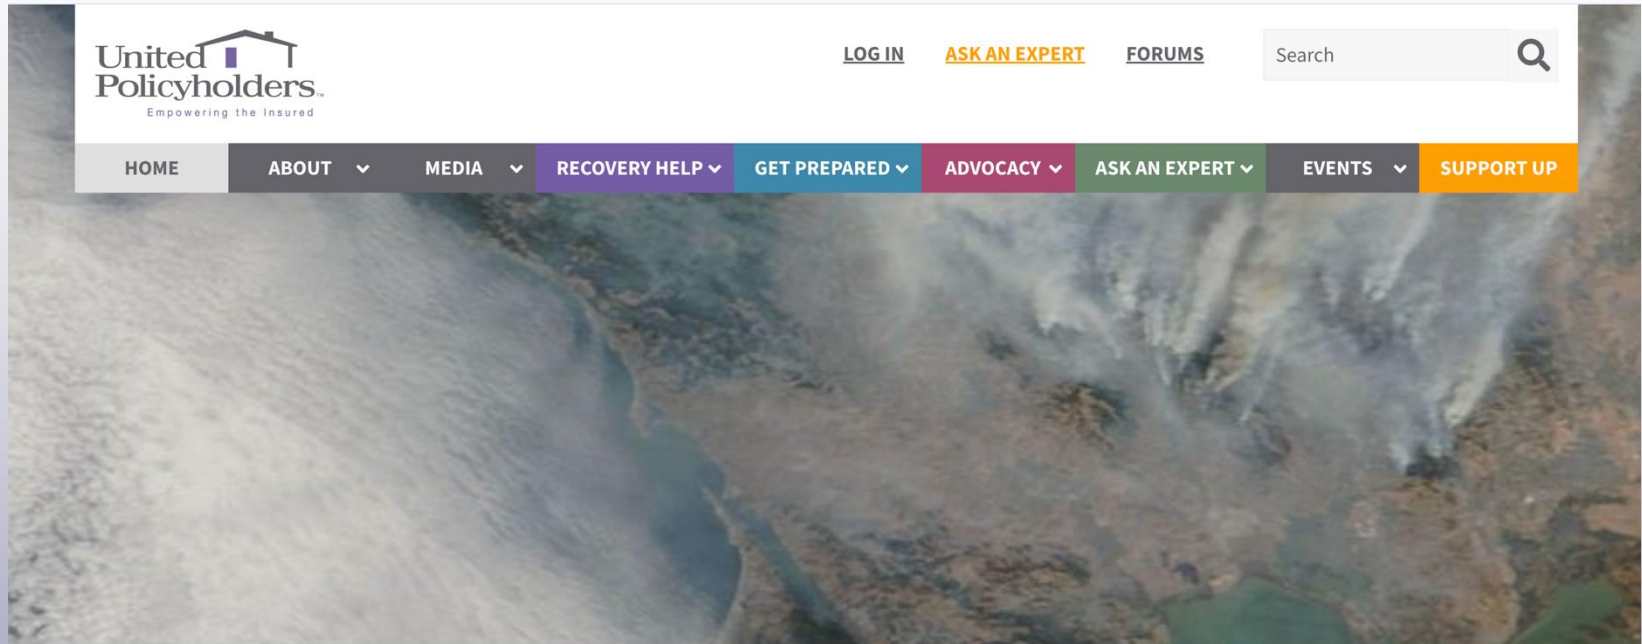 United
Policyholders™
Empowering the Insured
LOG IN ASK AN EXPERT FORUMS Search
HOME ABOUT MEDIA RECOVERY HELP GET PREPARED ADVOCACY ASK AN EXPERT EVENTS SUPPORT UP